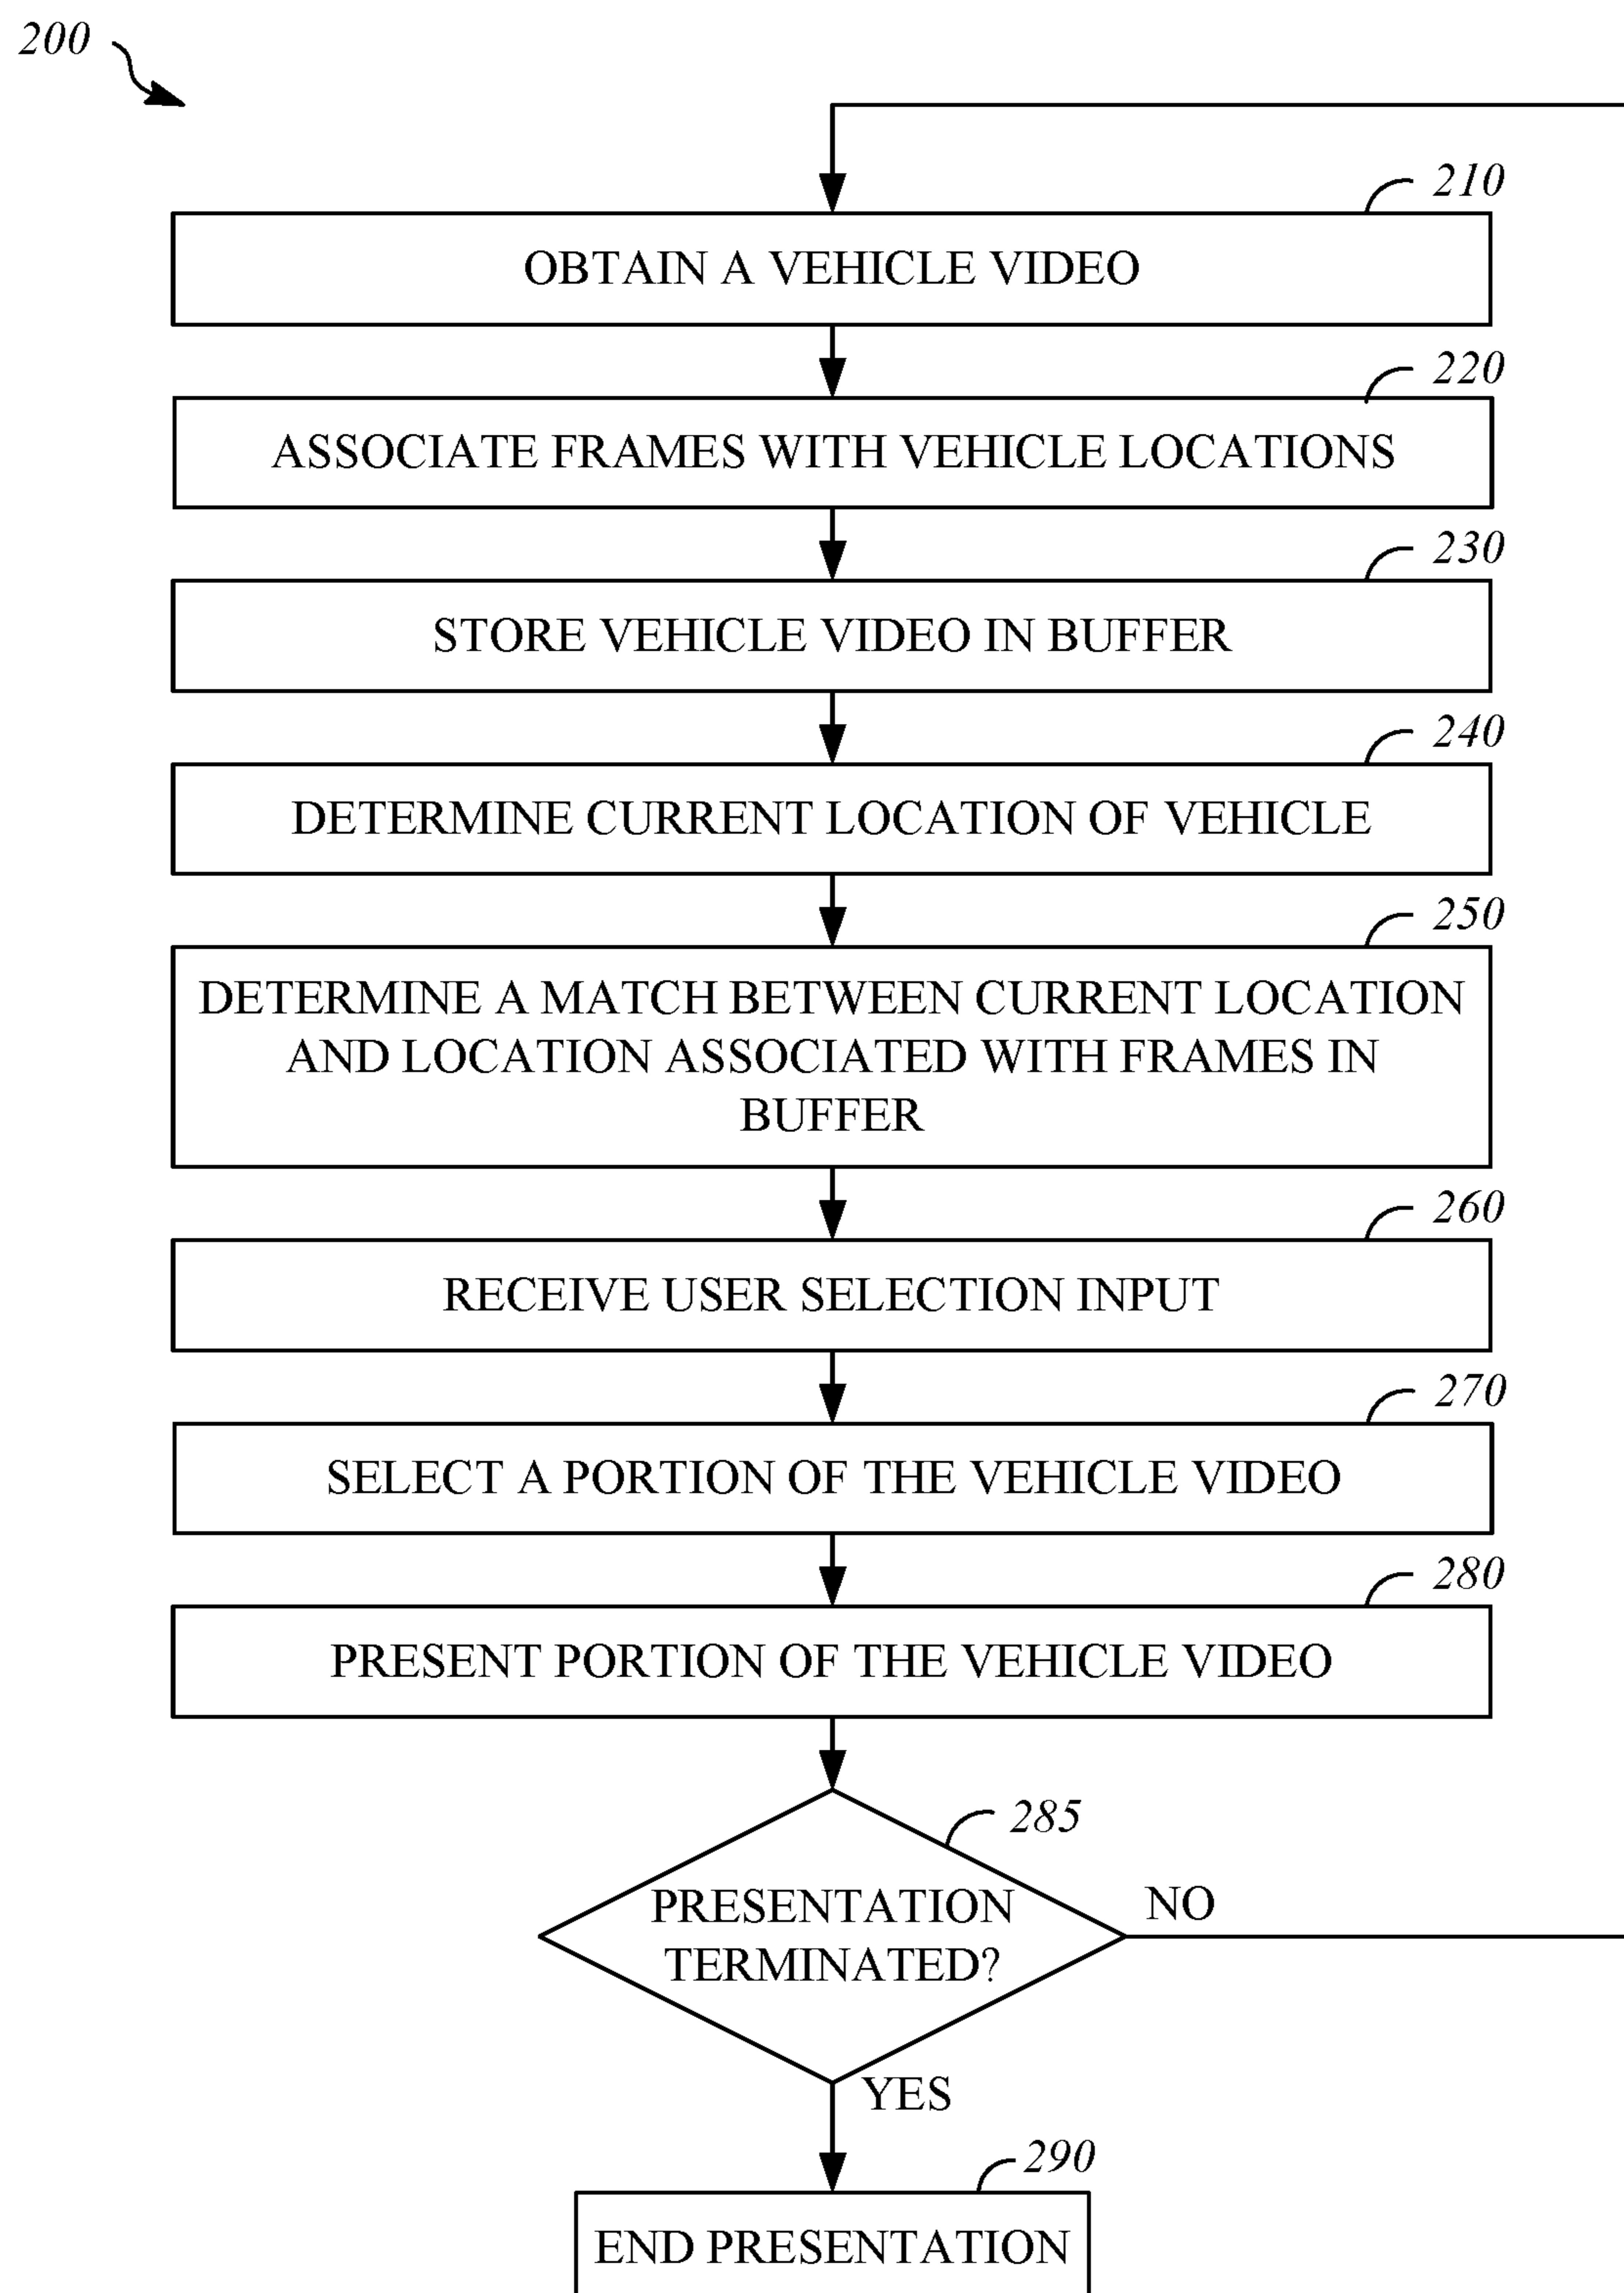 200
210
OBTAIN A VEHICLE VIDEO
220
ASSOCIATE FRAMES WITH VEHICLE LOCATIONS
230
STORE VEHICLE VIDEO IN BUFFER
240
DETERMINE CURRENT LOCATION OF VEHICLE
250
DETERMINE A MATCH BETWEEN CURRENT LOCATION
AND LOCATION ASSOCIATED WITH FRAMES IN
BUFFER
260
RECEIVE USER SELECTION INPUT
270
SELECT A PORTION OF THE VEHICLE VIDEO
280
PRESENT PORTION OF THE VEHICLE VIDEO
285
PRESENTATION
TERMINATED?
NO
YES
290
END PRESENTATION